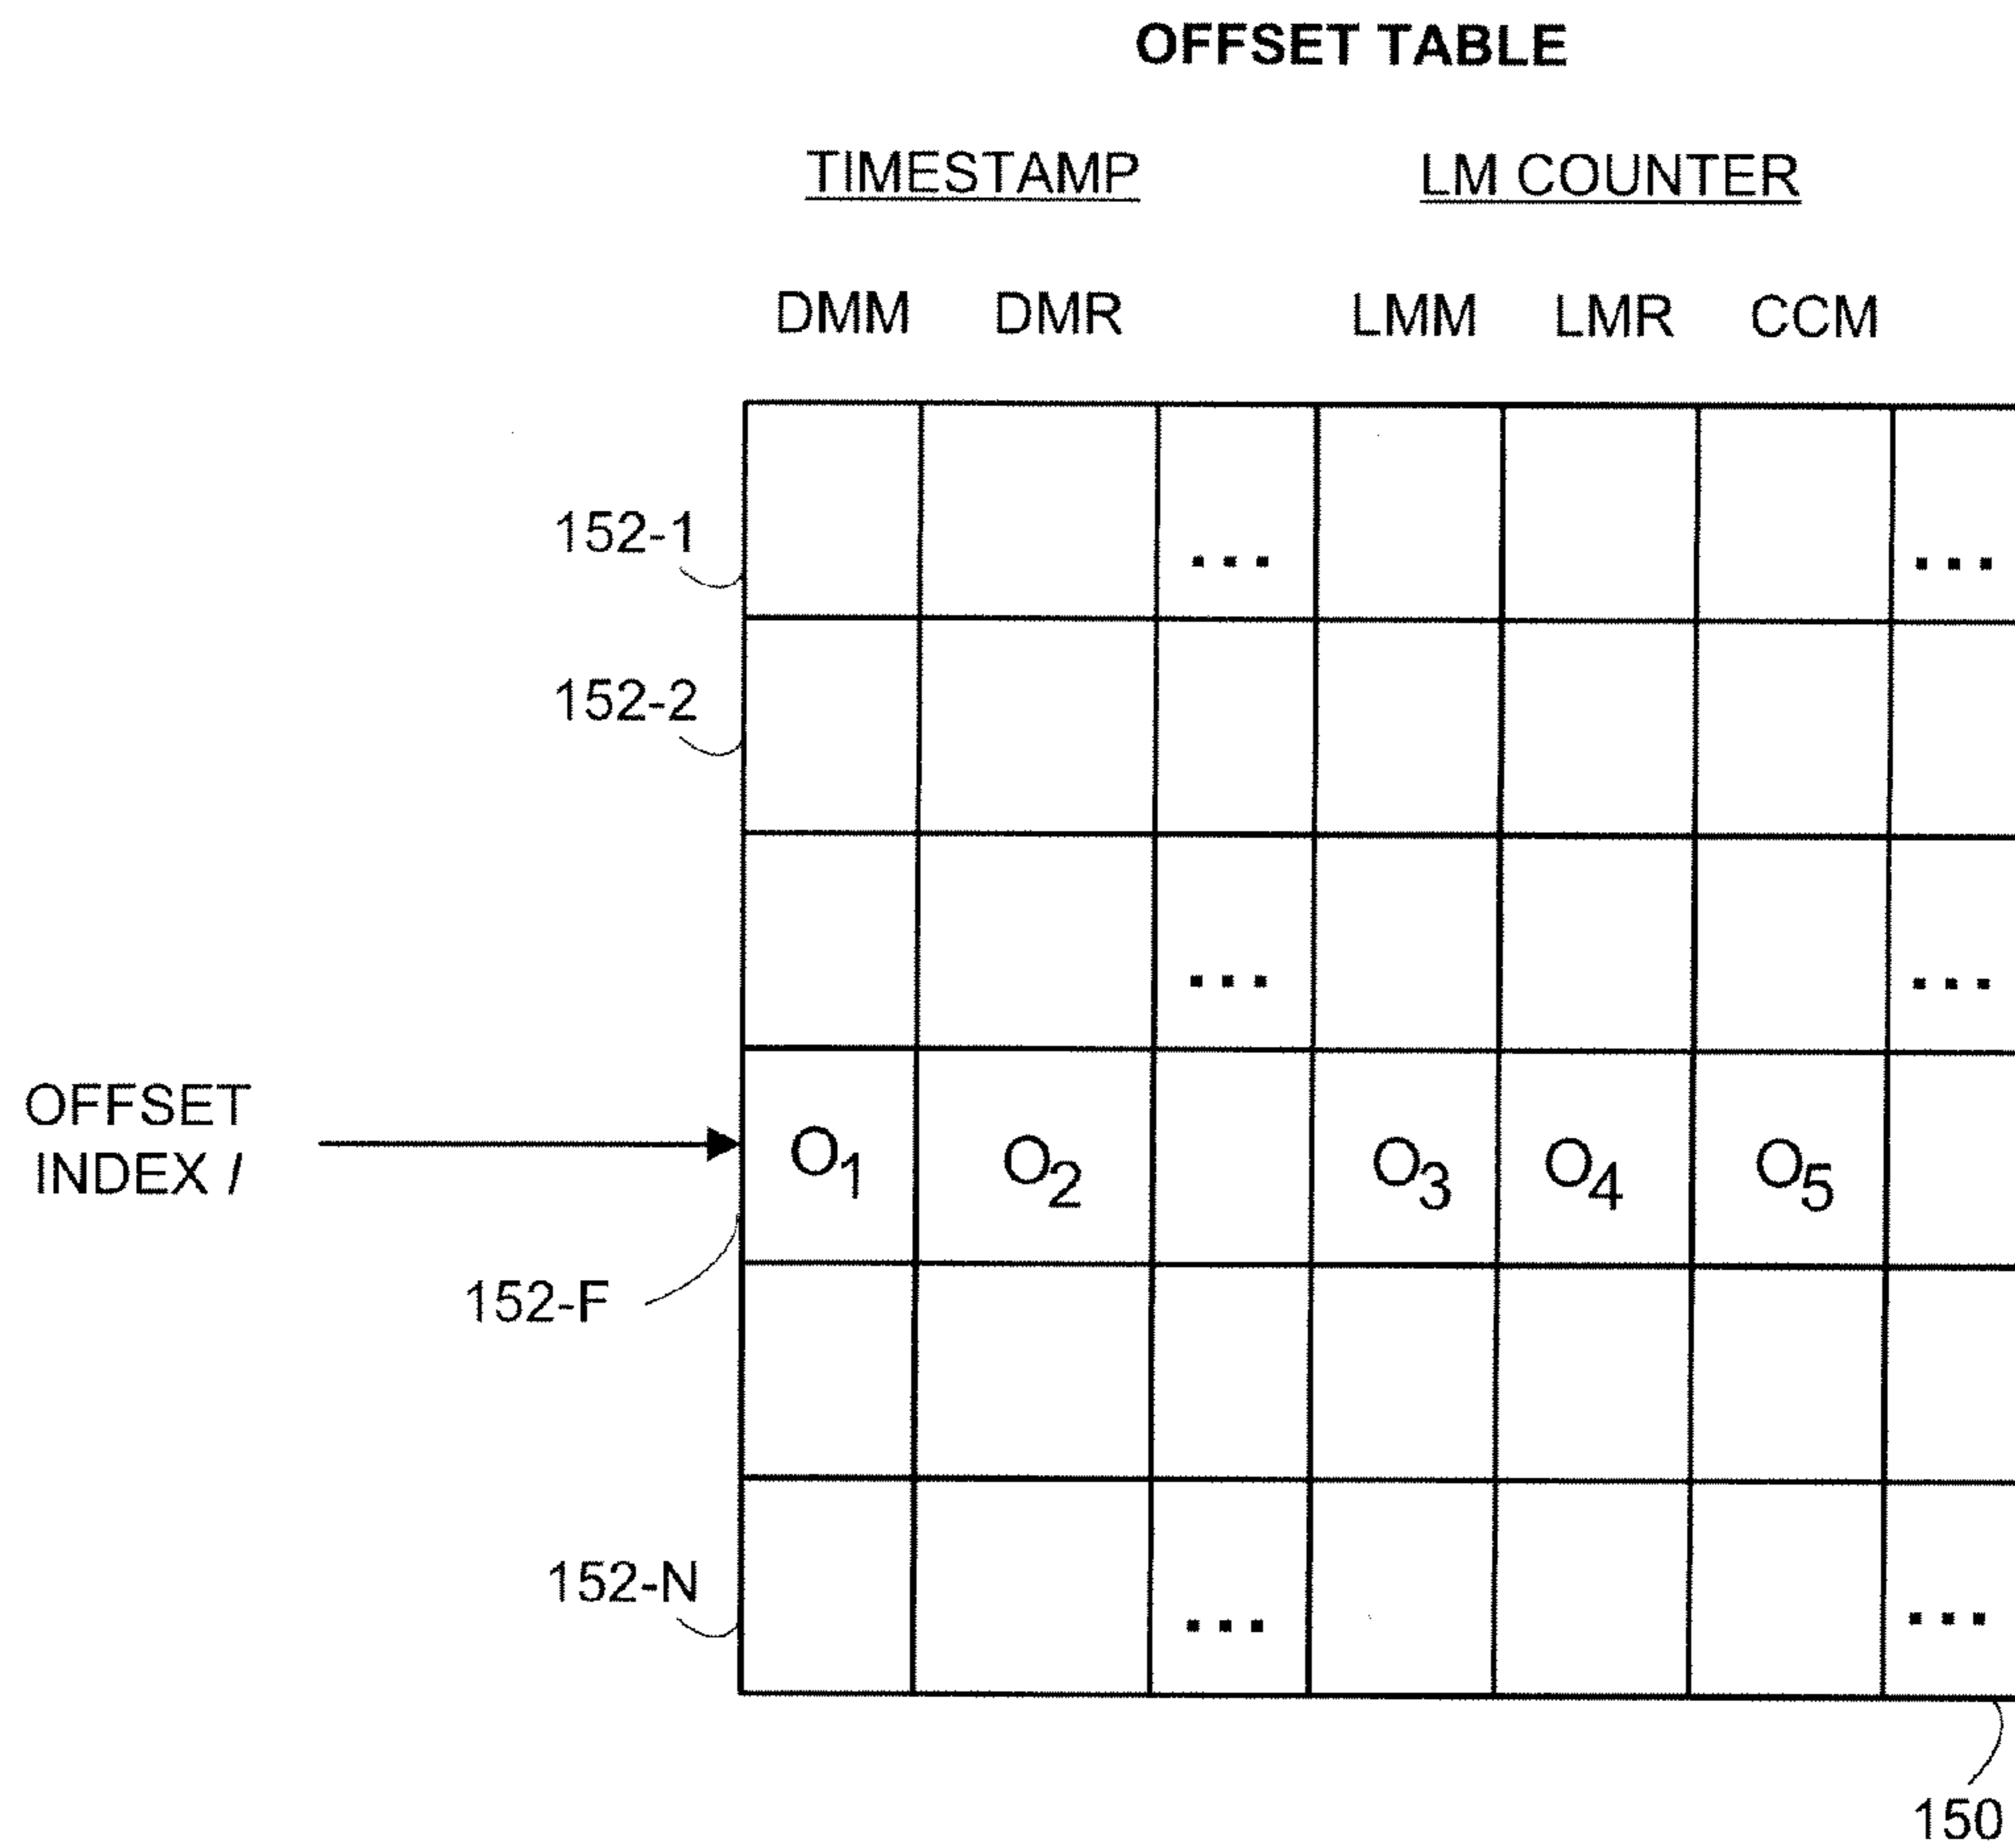 OFFSET TABLE
TIMESTAMP LM COUNTER
DMM DMR LMM LMR CCM
152-1
... ...
152-2
... ...
OFFSET
INDEX I
O1 O2 O3 O4 O5
152-F
152-N
... ...
150